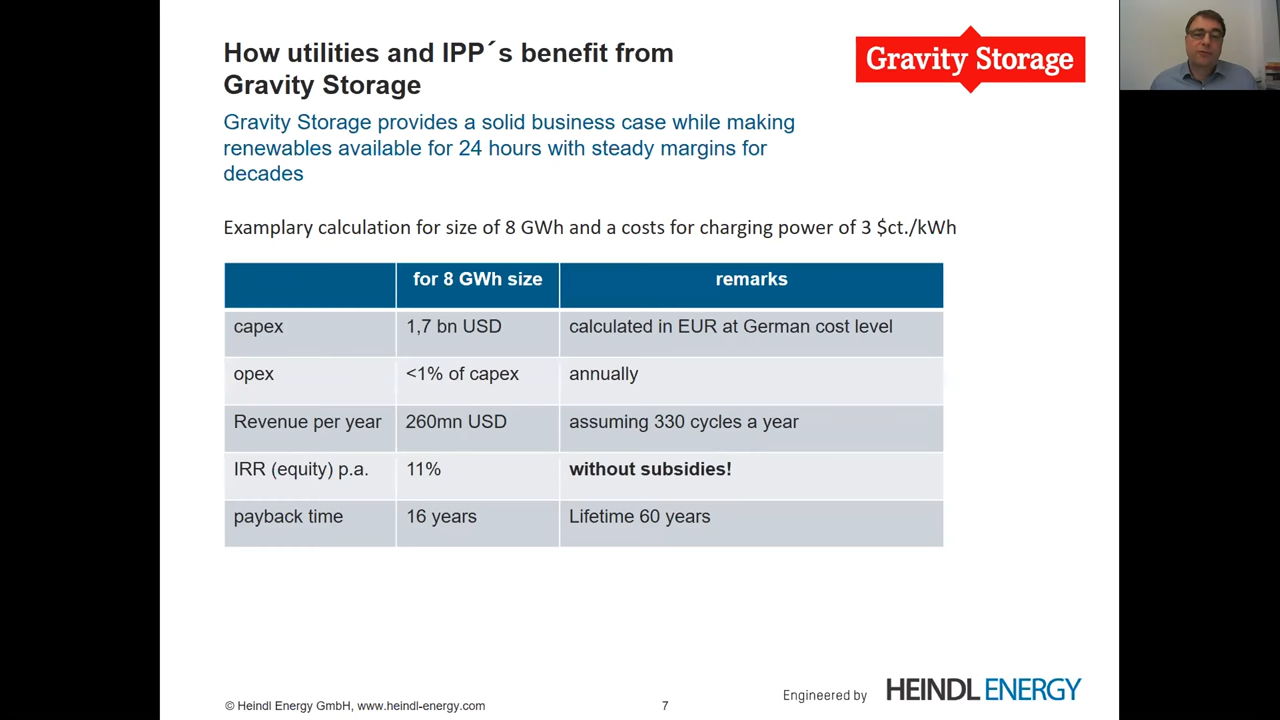 How utilities and IPP´s benefit from
Gravity Storage
Gravity Storage
Gravity Storage provides a solid business case while making
renewables available for 24 hours with steady margins for
decades
Examplary calculation for size of 8 GWh and a costs for charging power of 3 $ct./kWh
for 8 GWh size remarks
capex 1,7 bn USD calculated in EUR at German cost level
opex <1% of capex annually
Revenue per year 260mn USD assuming 330 cycles a year
IRR (equity) p.a. 11% without subsidies!
payback time 16 years Lifetime 60 years
© Heindl Energy GmbH, www.heindl-energy.com 7 Engineered by HEINDL ENERGY